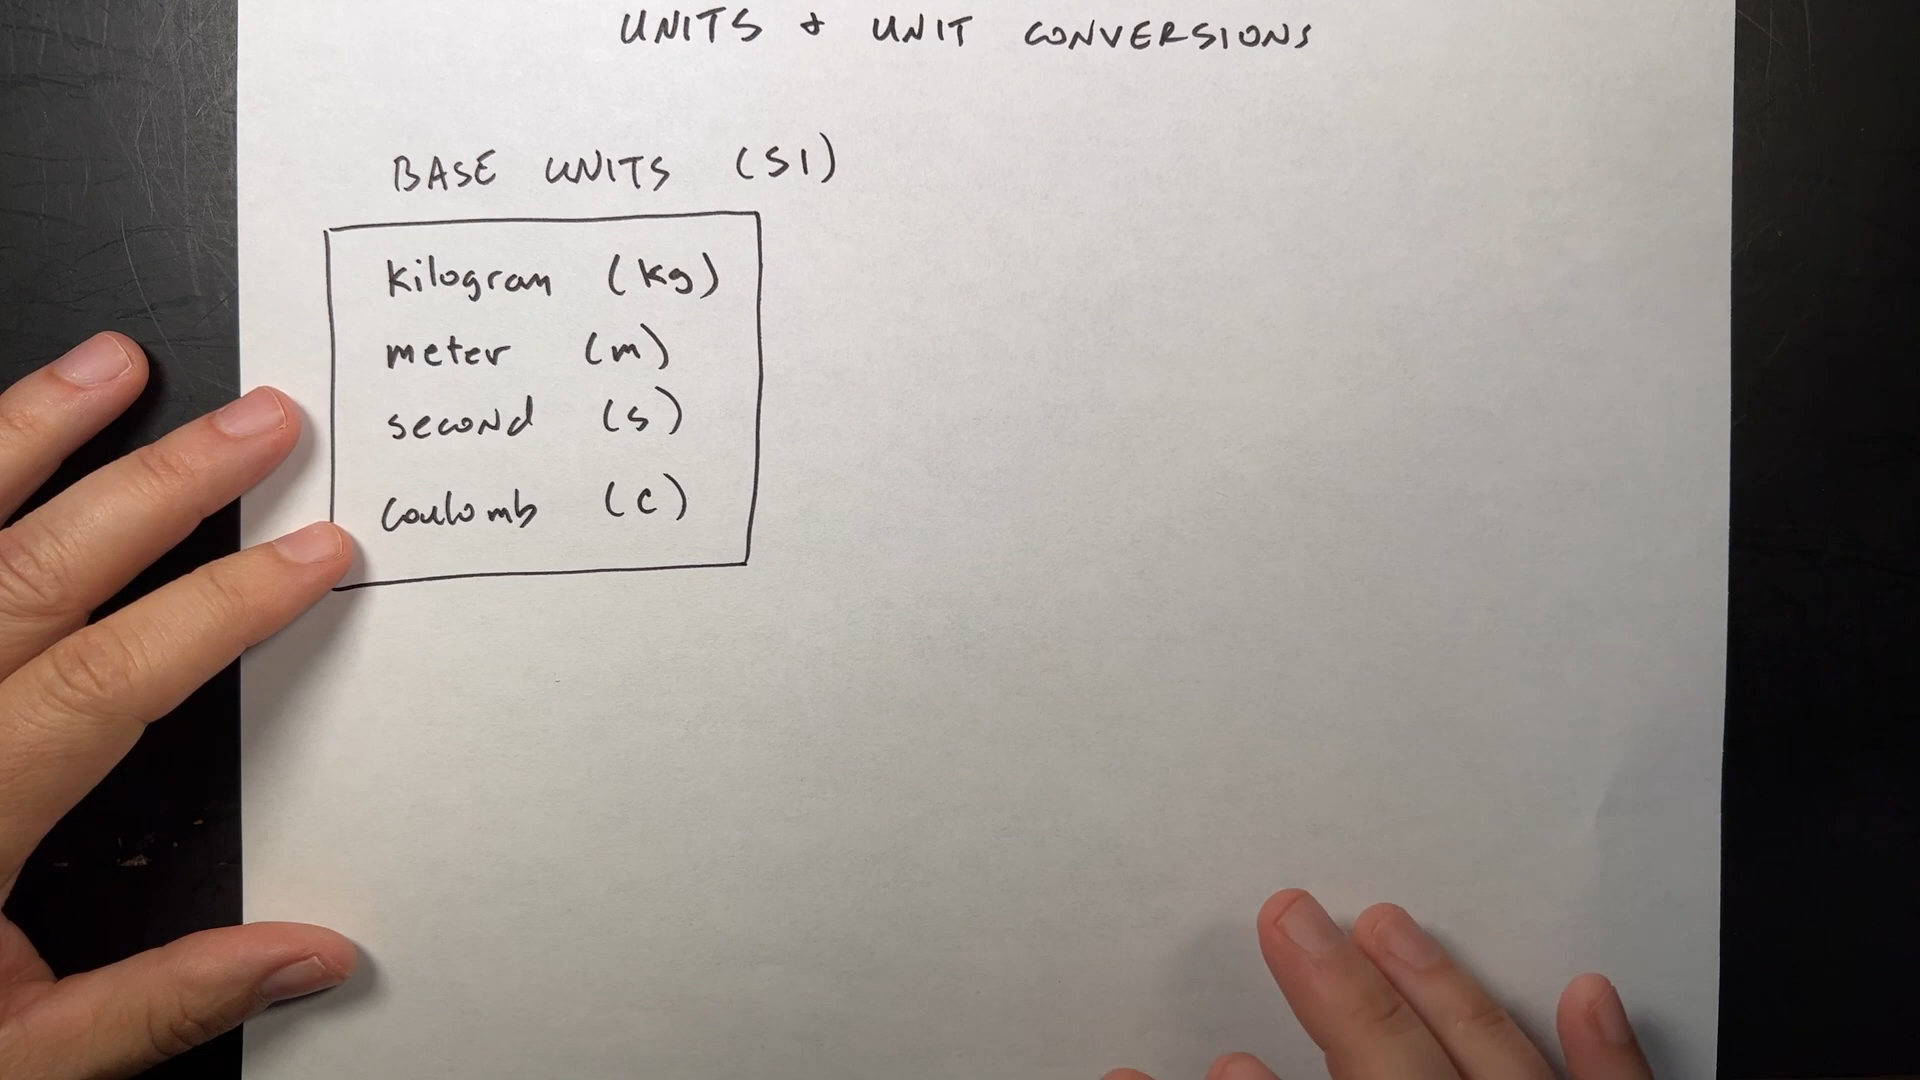 UNITS + UNIT CONVERSIONS
BASE UNITS (SI)
kilogram (kg)
meter (m)
second (s)
Coulomb (C)